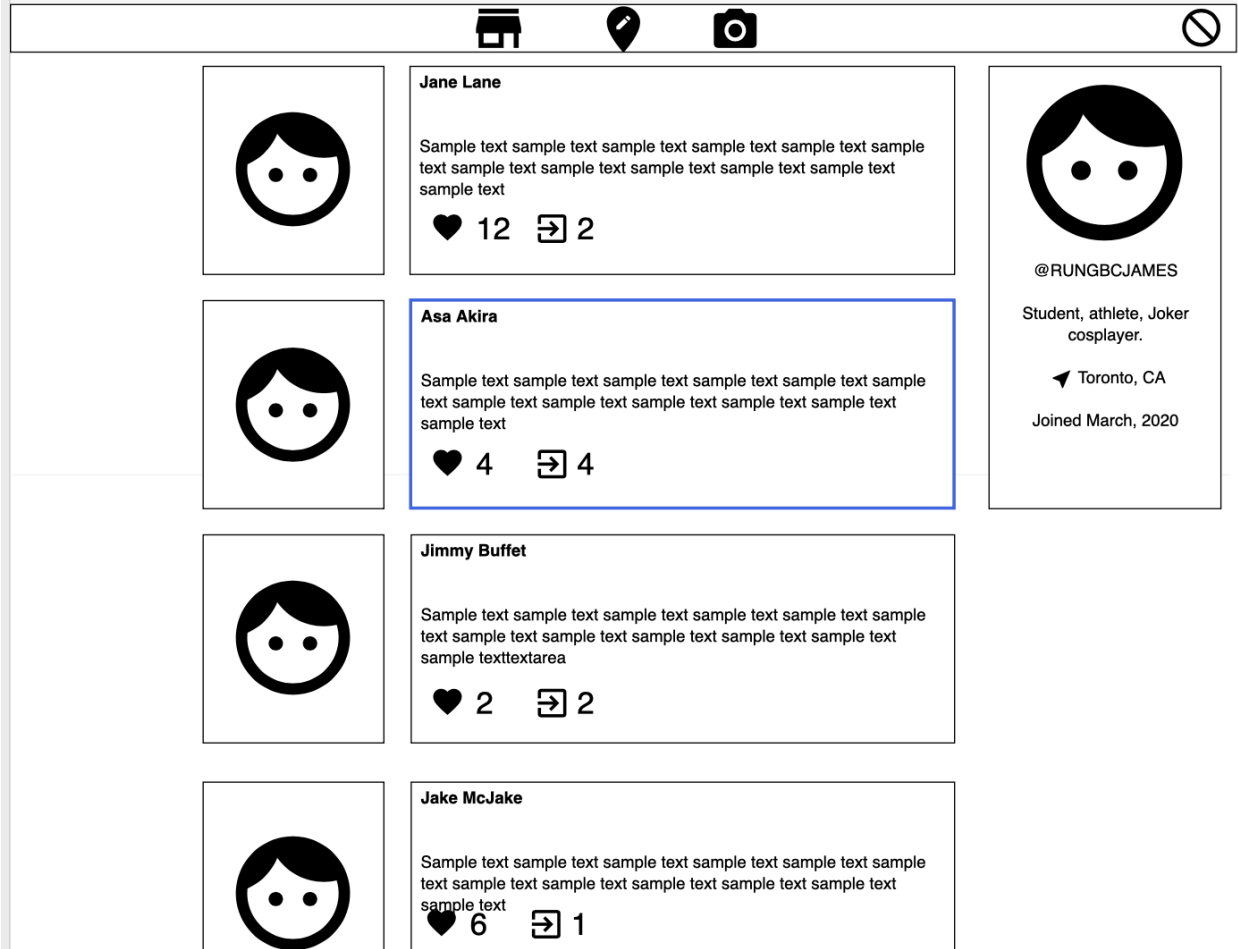 Jane Lane
Sample text sample text sample text sample text sample text sample
text sample text sample text sample text sample text sample text
sample text
12 2
Asa Akira
Sample text sample text sample text sample text sample text sample
text sample text sample text sample text sample text sample text
sample text
4 4
Jimmy Buffet
Sample text sample text sample text sample text sample text sample
text sample text sample text sample text sample text sample text
sample texttextarea
2 2
Jake McJake
Sample text sample text sample text sample text sample text sample
text sample text sample text sample text sample text sample text
sample text
6 1
@RUNGBCJAMES
Student, athlete, Joker
cosplayer.
Toronto, CA
Joined March, 2020